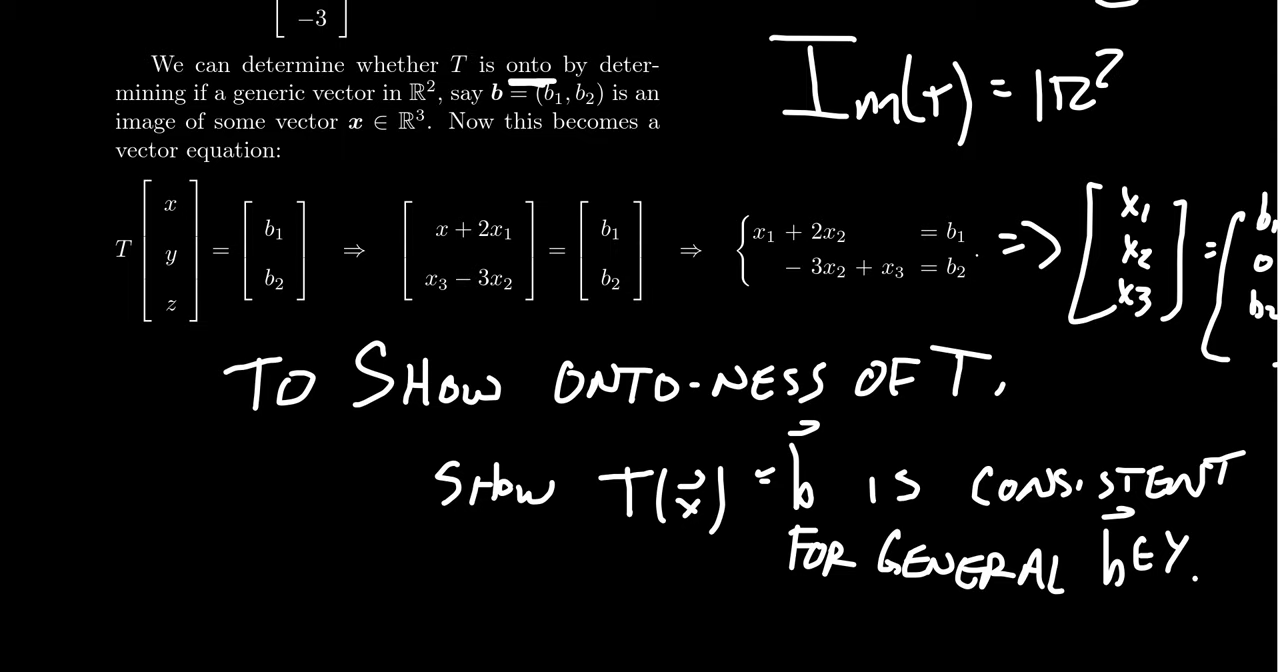 −3
We can determine whether T is onto by deter-
mining if a generic vector in ℝ², say b = (b₁, b₂) is an
image of some vector x ∈ ℝ³. Now this becomes a
vector equation:
Im(T) = ℝ²
T [x y z] = [b₁ b₂] ⇒ [x + 2x₁ x₃ − 3x₂] = [b₁ b₂] ⇒ { x₁ + 2x₂ = b₁ − 3x₂ + x₃ = b₂ . => [x₁ x₂ x₃] = [b₁ 0 b₂
TO SHOW ONTO-NESS OF T,
SHOW T(x⃗) = b⃗ IS CONSISTENT
FOR GENERAL b⃗ ∈ Y.